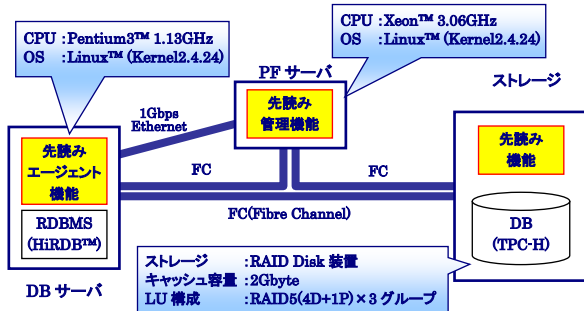 CPU :Pentium3™ 1.13GHz
OS :Linux™ (Kernel2.4.24)
CPU :Xeon™ 3.06GHz
OS :Linux™ (Kernel2.4.24)
PF サーバ
ストレージ
1Gbps
Ethernet
先読み
管理機能
先読み
エージェント
機能
先読み
機能
FC
FC
RDBMS
(HiRDB™)
FC(Fibre Channel)
DB
(TPC-H)
DB サーバ
ストレージ :RAID Disk 装置
キャッシュ容量 :2Gbyte
LU 構成 :RAID5(4D+1P)×3 グループ